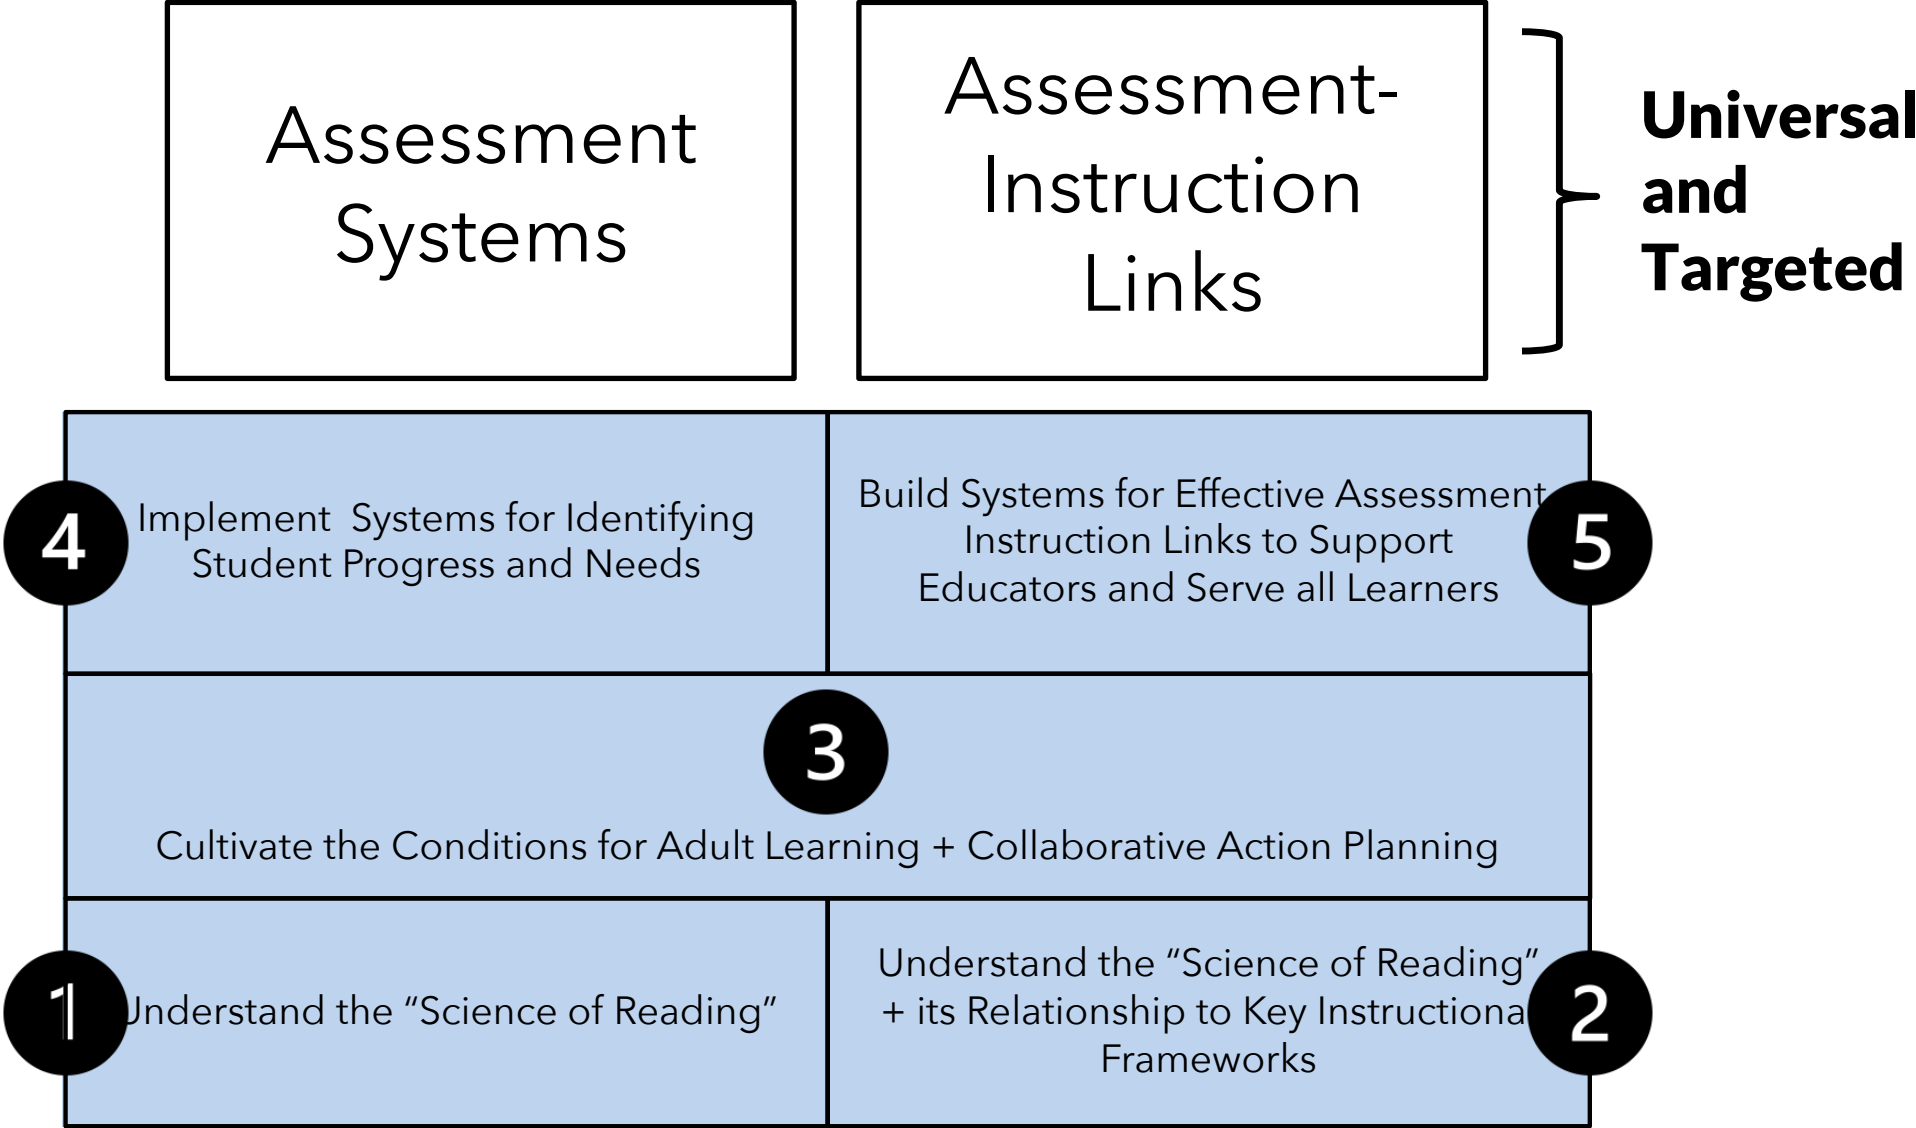 Assessment
Systems
Assessment-
Instruction
Links
Universal
and
Targeted
4
Implement  Systems for Identifying
Student Progress and Needs
Build Systems for Effective Assessment
Instruction Links to Support
Educators and Serve all Learners
5
3
Cultivate the Conditions for Adult Learning + Collaborative Action Planning
1
Understand the “Science of Reading”
Understand the “Science of Reading”
+ its Relationship to Key Instructiona
Frameworks
2